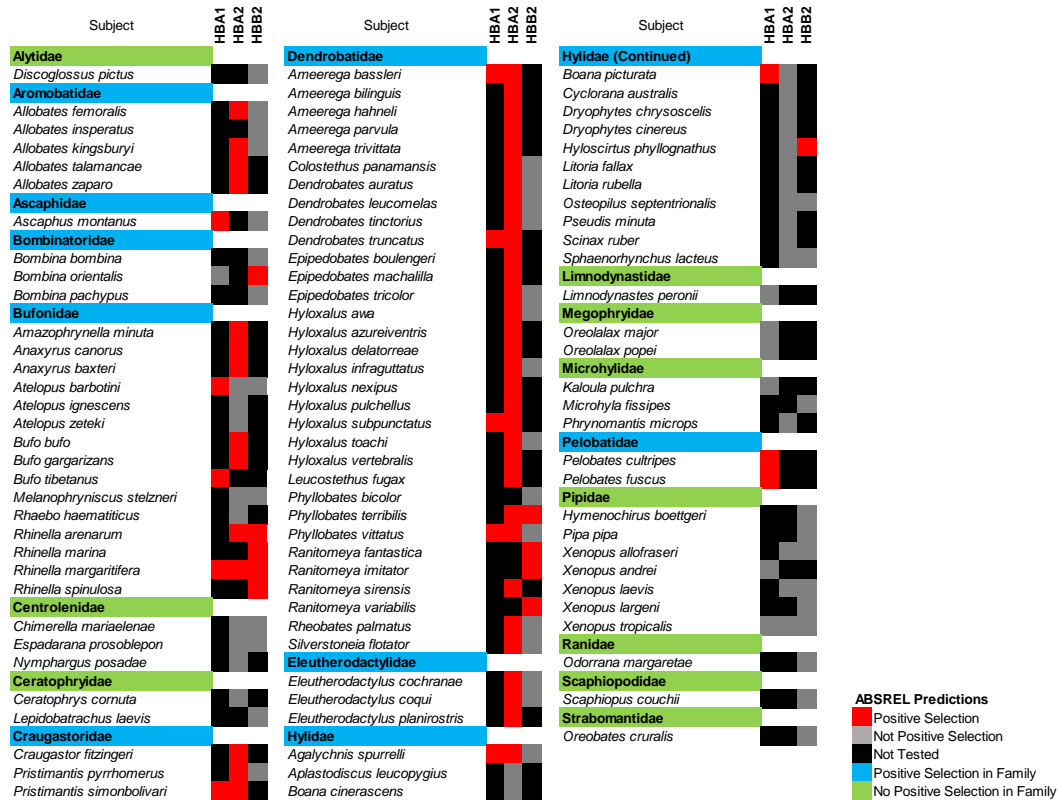 Subject HBA1 HBA2 HBB2
Alytidae
Discoglossus pictus
Aromobatidae
Allobates femoralis
Allobates insperatus
Allobates kingsburyi
Allobates talamancae
Allobates zaparo
Ascaphidae
Ascaphus montanus
Bombinatoridae
Bombina bombina
Bombina orientalis
Bombina pachypus
Bufonidae
Amazophrynella minuta
Anaxyrus canorus
Anaxyrus baxteri
Atelopus barbotini
Atelopus ignescens
Atelopus zeteki
Bufo bufo
Bufo gargarizans
Bufo tibetanus
Melanophryniscus stelzneri
Rhaebo haematiticus
Rhinella arenarum
Rhinella marina
Rhinella margaritifera
Rhinella spinulosa
Centrolenidae
Chimerella mariaelenae
Espadarana prosoblepon
Nymphargus posadae
Ceratophryidae
Ceratophrys cornuta
Lepidobatrachus laevis
Craugastoridae
Craugastor fitzingeri
Pristimantis pyrrhomerus
Pristimantis simonbolivari
Subject HBA1 HBA2 HBB2
Dendrobatidae
Ameerega bassleri
Ameerega bilinguis
Ameerega hahneli
Ameerega parvula
Ameerega trivittata
Colostethus panamansis
Dendrobates auratus
Dendrobates leucomelas
Dendrobates tinctorius
Dendrobates truncatus
Epipedobates boulengeri
Epipedobates machalilla
Epipedobates tricolor
Hyloxalus awa
Hyloxalus azureiventris
Hyloxalus delatorreae
Hyloxalus infraguttatus
Hyloxalus nexipus
Hyloxalus pulchellus
Hyloxalus subpunctatus
Hyloxalus toachi
Hyloxalus vertebralis
Leucostethus fugax
Phyllobates bicolor
Phyllobates terribilis
Phyllobates vittatus
Ranitomeya fantastica
Ranitomeya imitator
Ranitomeya sirensis
Ranitomeya variabilis
Rheobates palmatus
Silverstoneia flotator
Eleutherodactylidae
Eleutherodactylus cochranae
Eleutherodactylus coqui
Eleutherodactylus planirostris
Hylidae
Agalychnis spurrelli
Aplastodiscus leucopygius
Boana cinerascens
Subject HBA1 HBA2 HBB2
Hylidae (Continued)
Boana picturata
Cyclorana australis
Dryophytes chrysoscelis
Dryophytes cinereus
Hyloscirtus phyllognathus
Litoria fallax
Litoria rubella
Osteopilus septentrionalis
Pseudis minuta
Scinax ruber
Sphaenorhynchus lacteus
Limnodynastidae
Limnodynastes peronii
Megophryidae
Oreolalax major
Oreolalax popei
Microhylidae
Kaloula pulchra
Microhyla fissipes
Phrynomantis microps
Pelobatidae
Pelobates cultripes
Pelobates fuscus
Pipidae
Hymenochirus boettgeri
Pipa pipa
Xenopus allofraseri
Xenopus andrei
Xenopus laevis
Xenopus largeni
Xenopus tropicalis
Ranidae
Odorrana margaretae
Scaphiopodidae
Scaphiopus couchii
Strabomantidae
Oreobates cruralis
ABSREL Predictions
Positive Selection
Not Positive Selection
Not Tested
Positive Selection in Family
No Positive Selection in Family